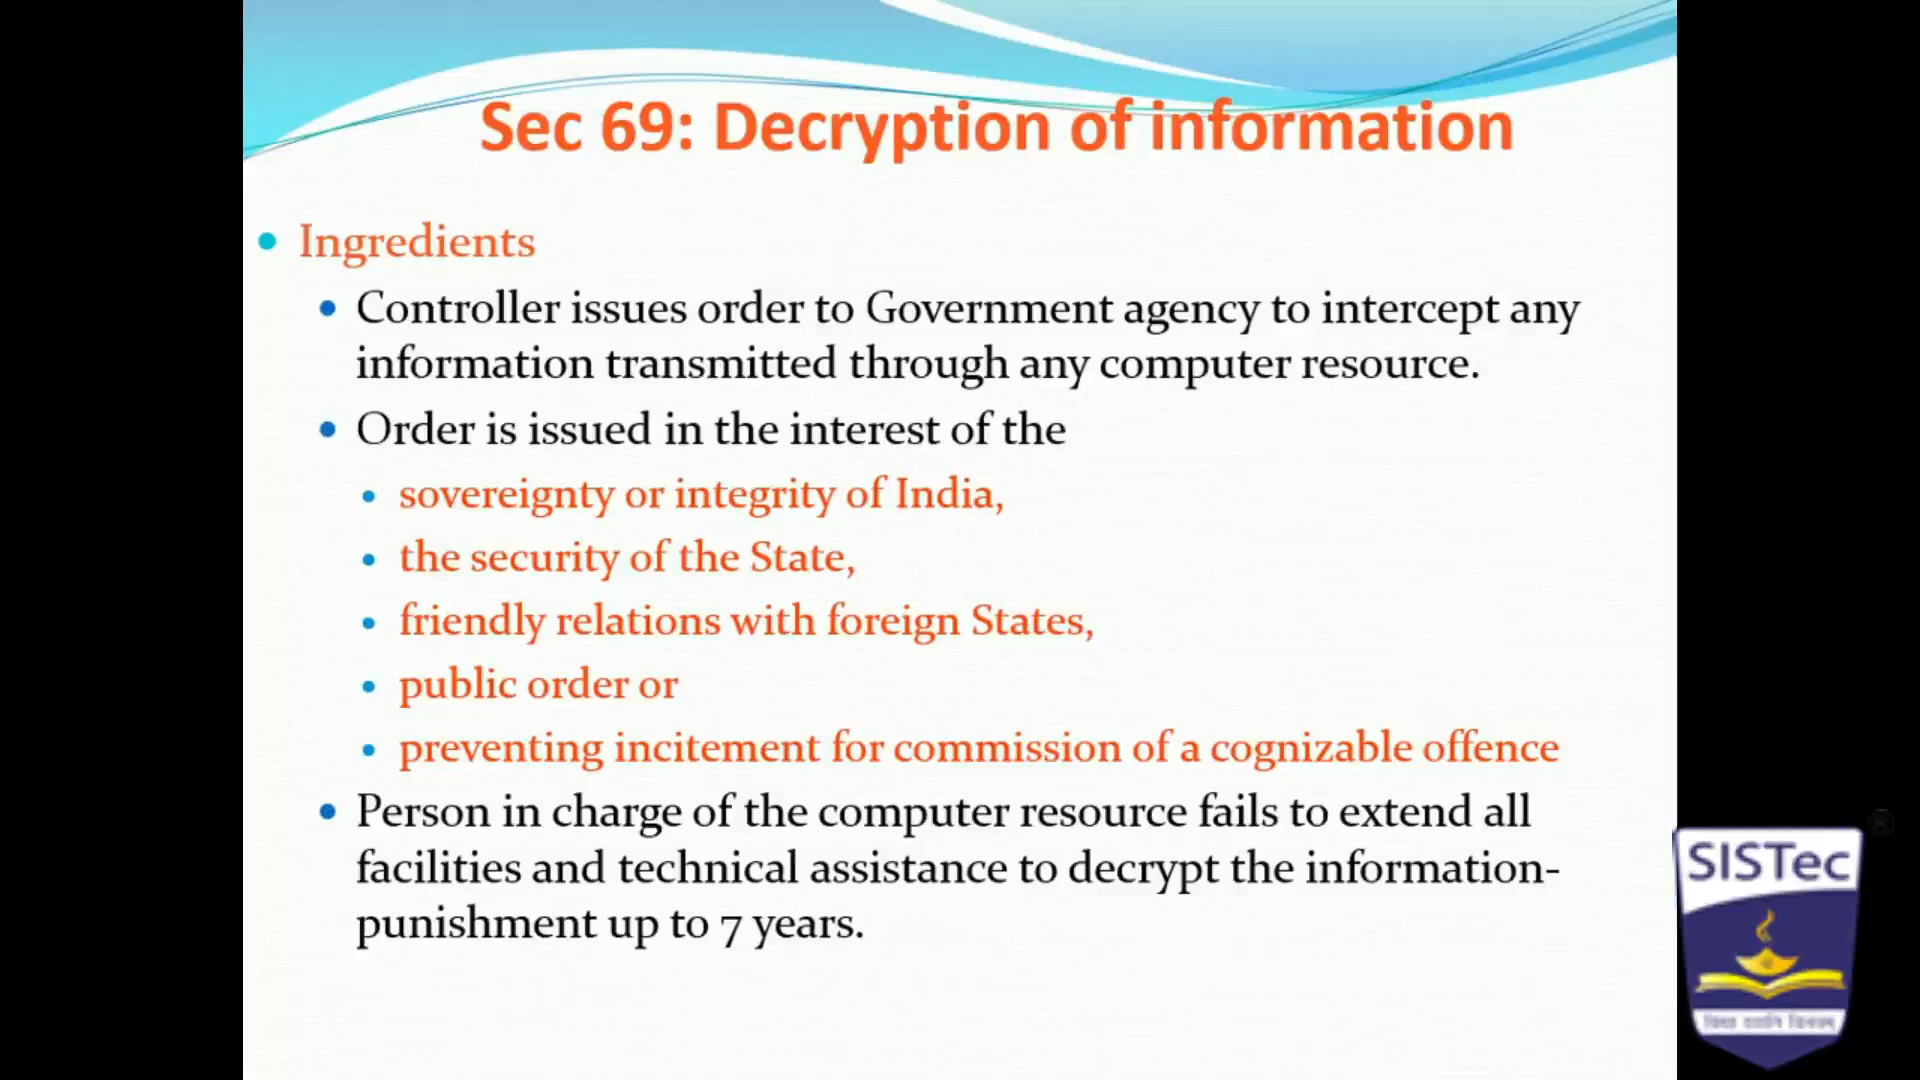 Sec 69: Decryption of information
Ingredients
Controller issues order to Government agency to intercept any
information transmitted through any computer resource.
Order is issued in the interest of the
sovereignty or integrity of India,
the security of the State,
friendly relations with foreign States,
public order or
preventing incitement for commission of a cognizable offence
Person in charge of the computer resource fails to extend all
facilities and technical assistance to decrypt the information-
punishment up to 7 years.
®
SISTec